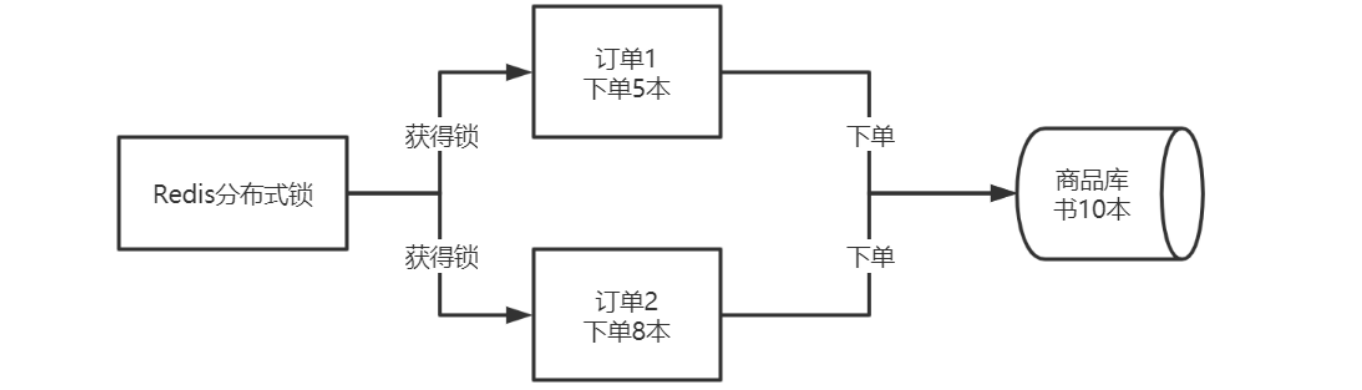 Redis分布式锁
获得锁
获得锁
订单1
下单5本
订单2
下单8本
下单
下单
商品库
书10本